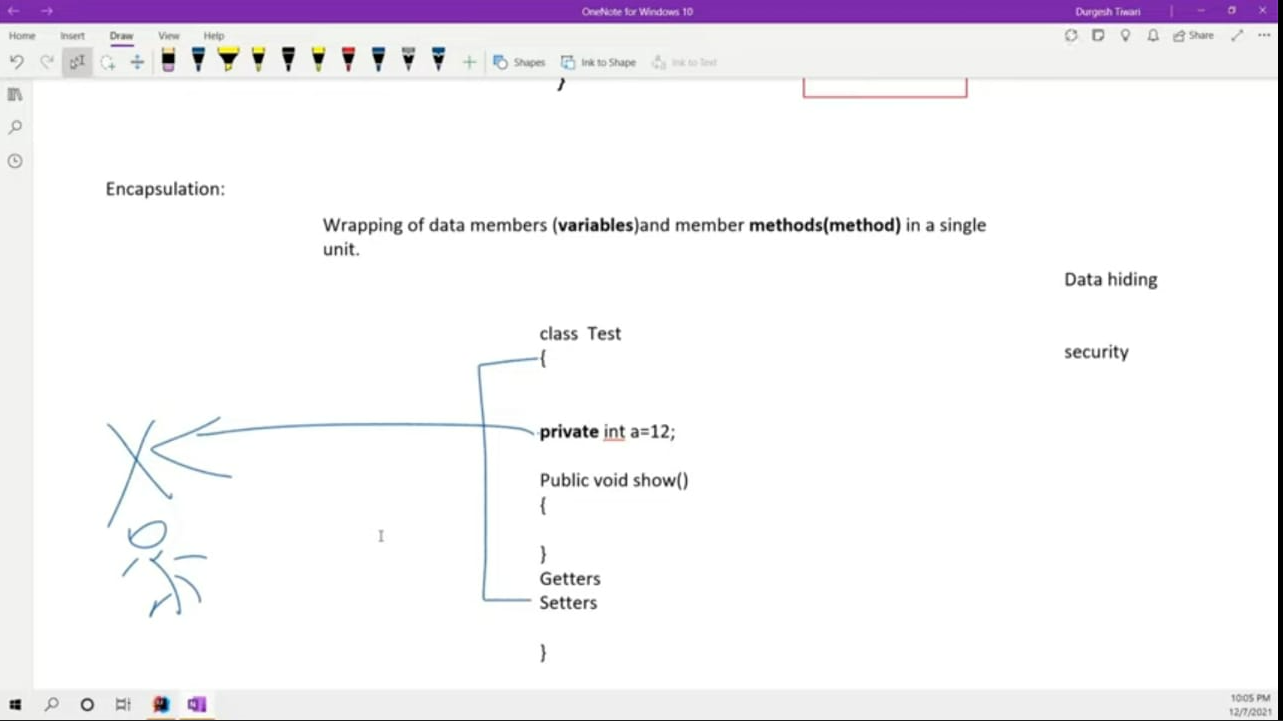 OneNote for Windows 10
Durgesh Tiwari
Home Insert Draw View Help
Share
Shapes
Ink to Shape
Ink to Text
}
Encapsulation:
Wrapping of data members (variables)and member methods(method) in a single
unit.
Data hiding
class Test
security
{
private int a=12;
Public void show()
{
}
Getters
Setters
}
10:05 PM
12/7/2021